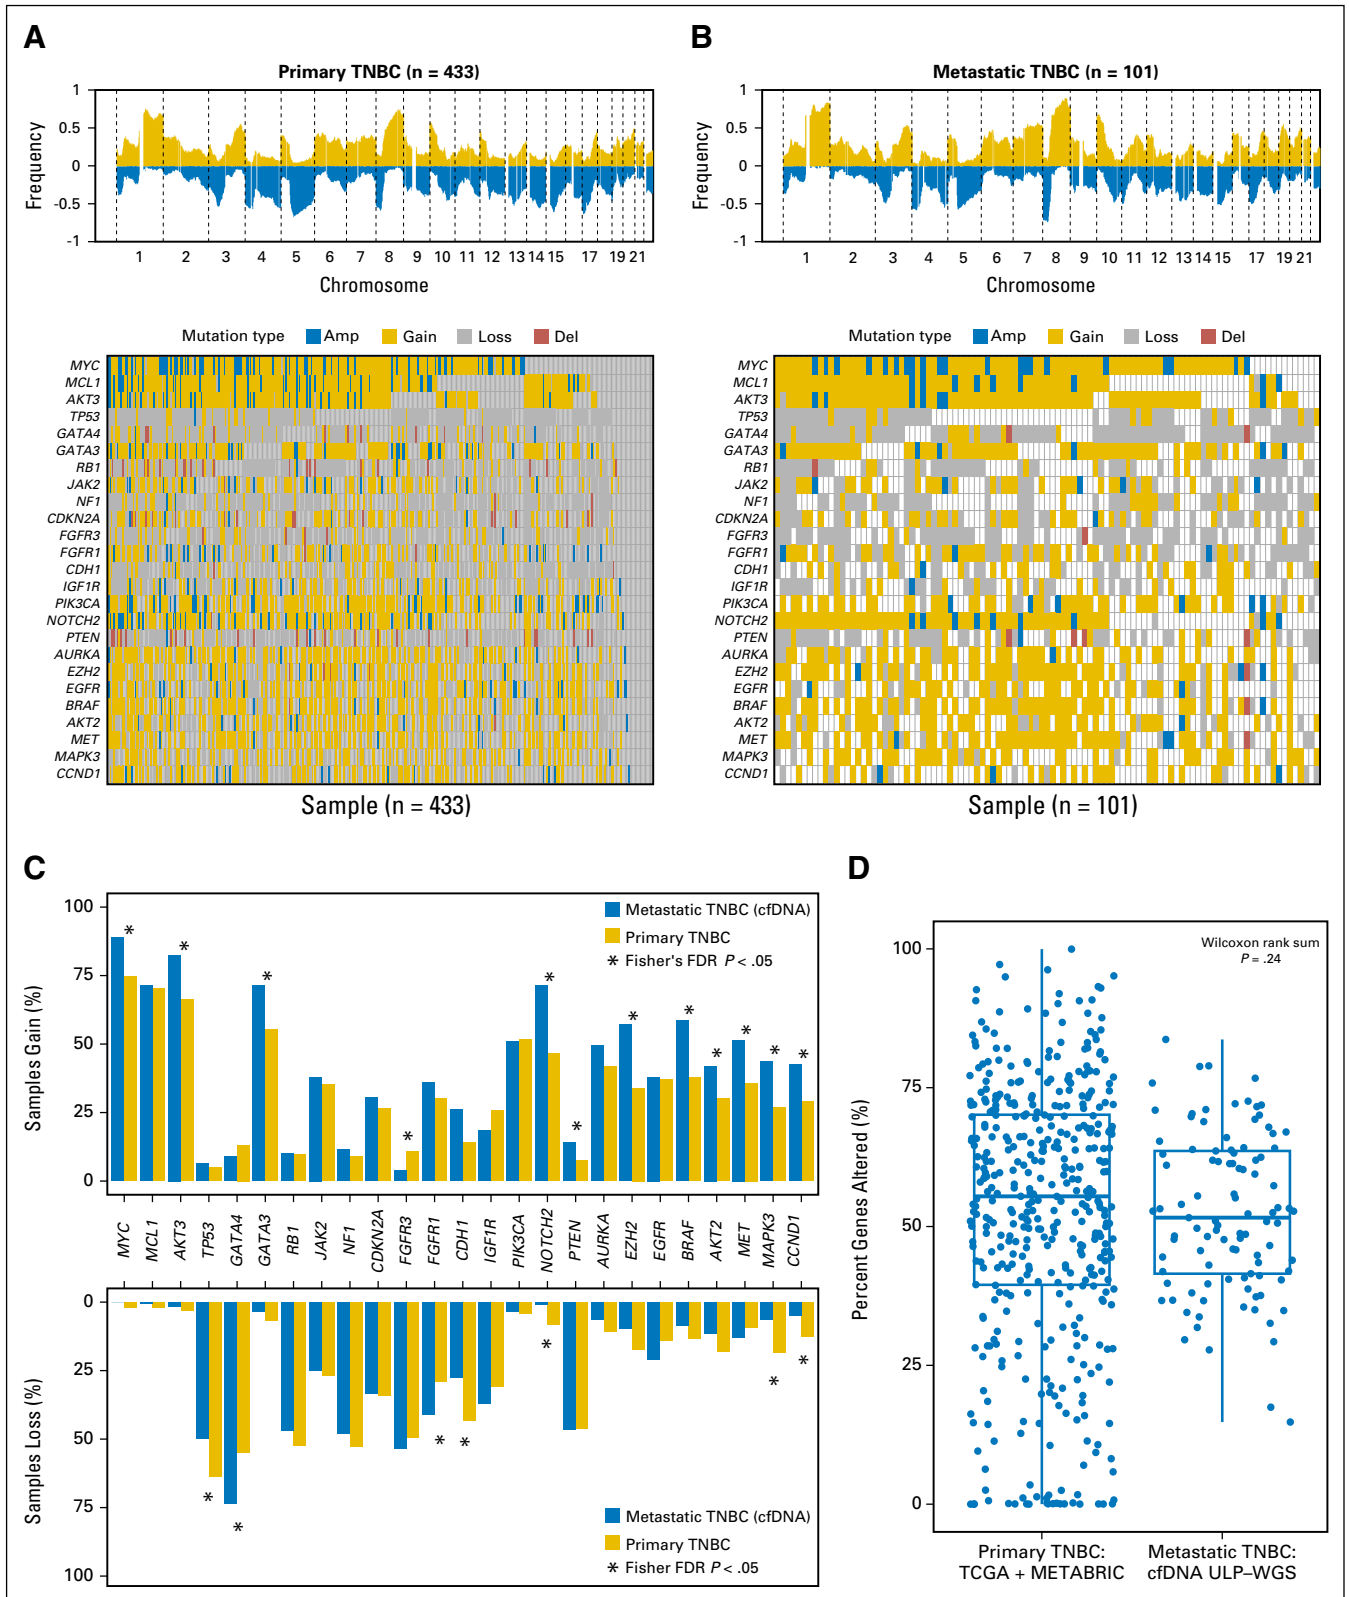 A
Primary TNBC (n = 433)
Frequency
1
0.5
0
-0.5
-1
1 2 3 4 5 6 7 8 9 10 11 12 13 14 15 17 19 21
Chromosome
Mutation type Amp Gain Loss Del
MYC
MCL1
AKT3
TP53
GATA4
GATA3
RB1
JAK2
NF1
CDKN2A
FGFR3
FGFR1
CDH1
IGF1R
PIK3CA
NOTCH2
PTEN
AURKA
EZH2
EGFR
BRAF
AKT2
MET
MAPK3
CCND1
Sample (n = 433)
B
Metastatic TNBC (n = 101)
Frequency
1
0.5
0
-0.5
-1
1 2 3 4 5 6 7 8 9 10 11 12 13 14 15 17 19 21
Chromosome
Mutation type Amp Gain Loss Del
MYC
MCL1
AKT3
TP53
GATA4
GATA3
RB1
JAK2
NF1
CDKN2A
FGFR3
FGFR1
CDH1
IGF1R
PIK3CA
NOTCH2
PTEN
AURKA
EZH2
EGFR
BRAF
AKT2
MET
MAPK3
CCND1
Sample (n = 101)
C
Samples Gain (%)
100
75
50
25
0
Metastatic TNBC (cfDNA)
Primary TNBC
* Fisher's FDR P < .05
* * * * * * * * * * * * *
MYC MCL1 AKT3 TP53 GATA4 GATA3 RB1 JAK2 NF1 CDKN2A FGFR3 FGFR1 CDH1 IGF1R PIK3CA NOTCH2 PTEN AURKA EZH2 EGFR BRAF AKT2 MET MAPK3 CCND1
Samples Loss (%)
0
25
50
75
100
* * * * * * *
Metastatic TNBC (cfDNA)
Primary TNBC
* Fisher FDR P < .05
D
Percent Genes Altered (%)
100
75
50
25
0
Wilcoxon rank sum
P = .24
Primary TNBC:
TCGA + METABRIC
Metastatic TNBC:
cfDNA ULP–WGS